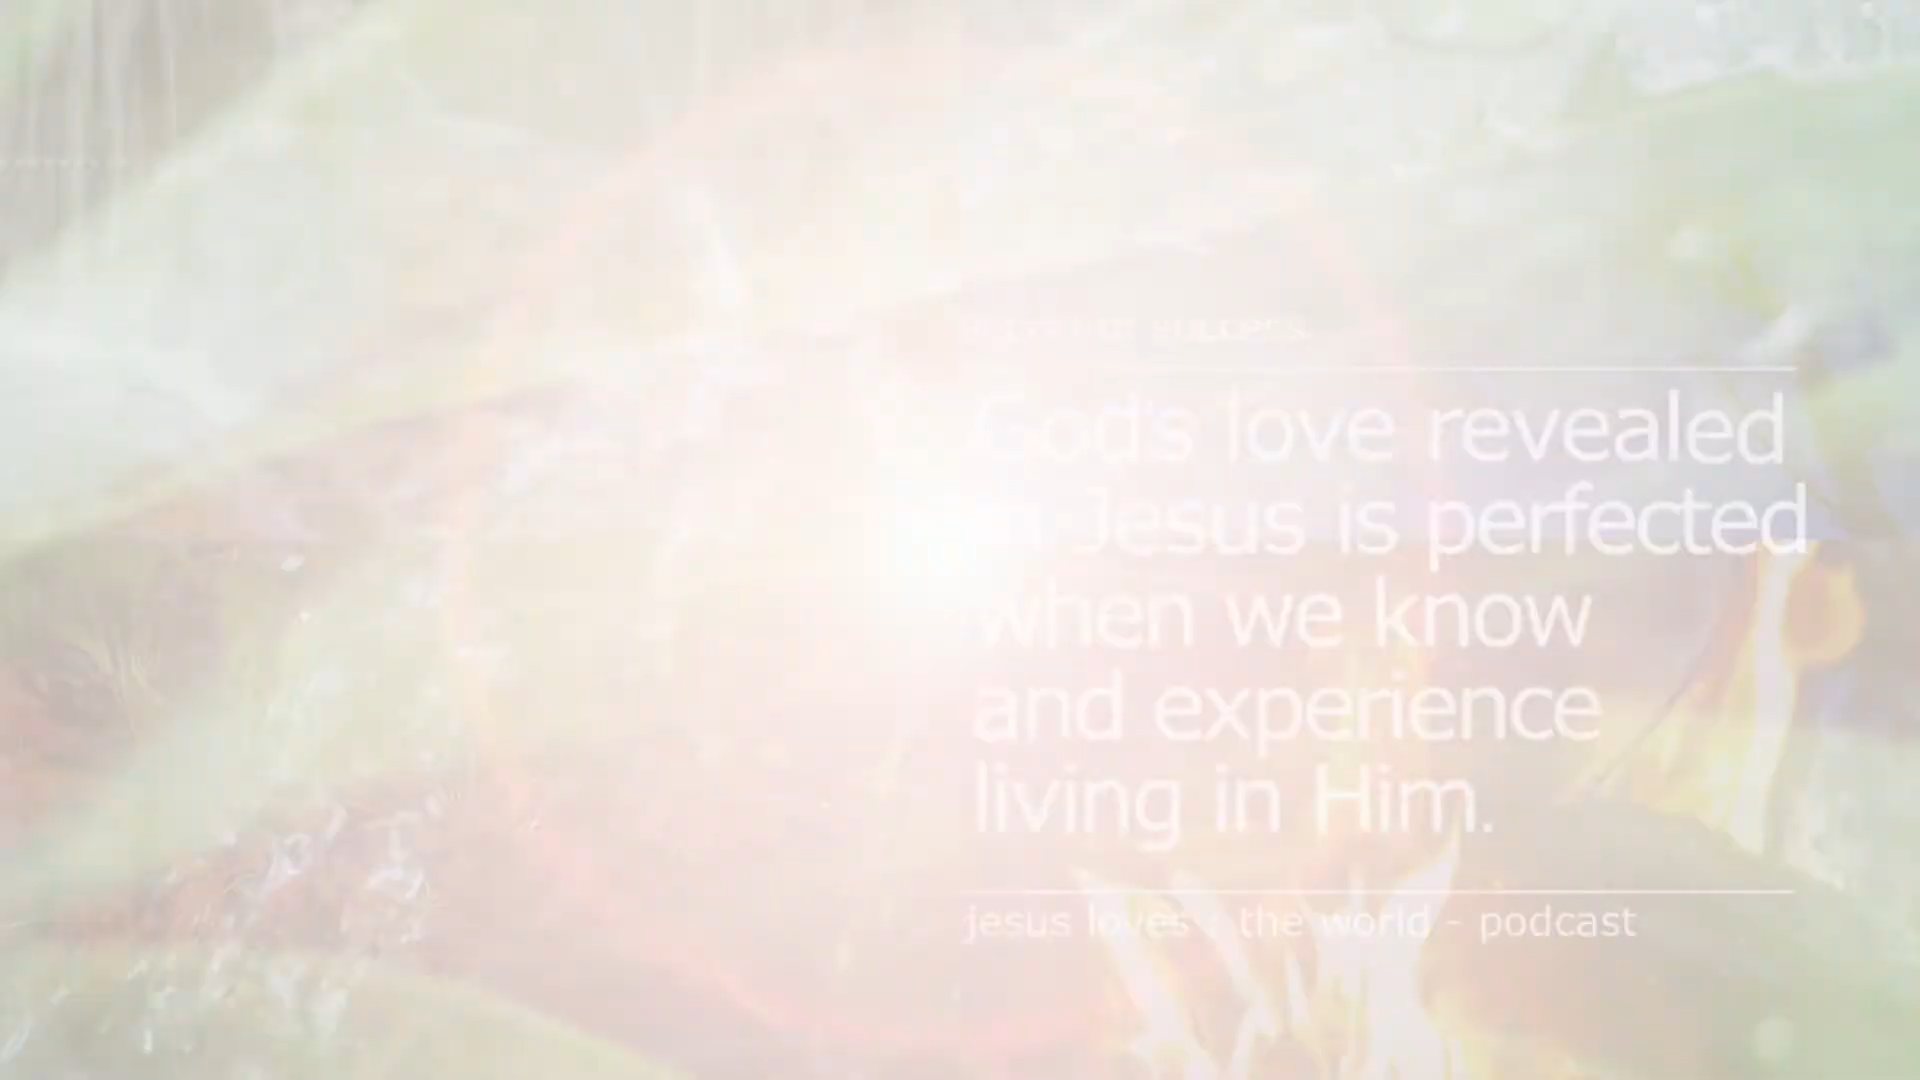 God's love revealed
in Jesus is perfected
when we know
and experience
living in Him.
jesus loves : the world - podcast